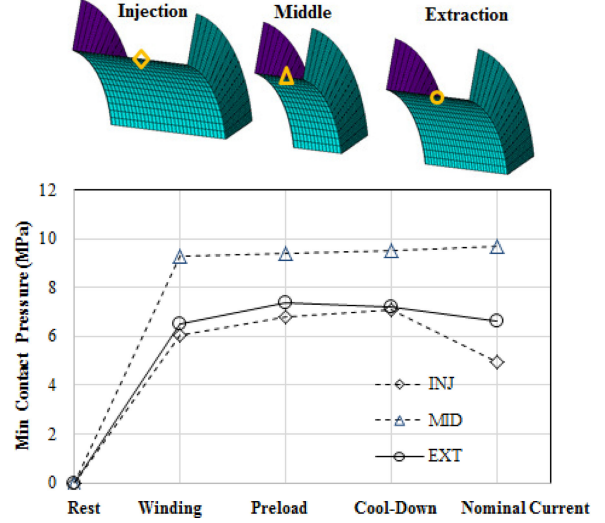 Injection Middle Extraction
Min Contact Pressure (MPa)
12
10
8
6
4
2
0
INJ
MID
EXT
Rest Winding Preload Cool-Down Nominal Current